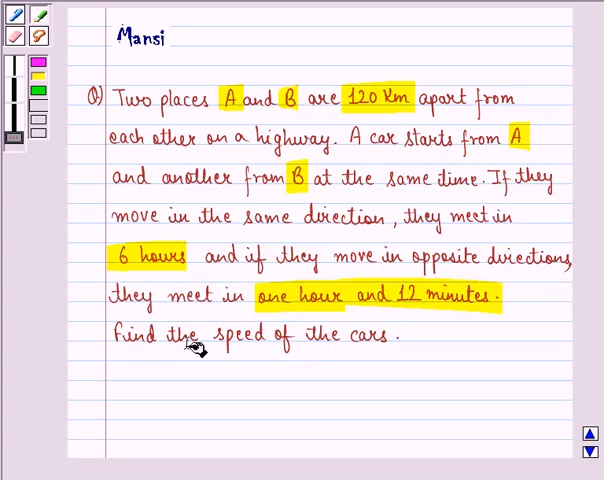 Mansi
Q) Two places A and B are 120 Km apart from
each other on a highway. A car starts from A
and another from B at the same time. If they
move in the same direction, they meet in
6 hours and if they move in opposite directions,
they meet in one hour and 12 minutes.
Find the speed of the cars.